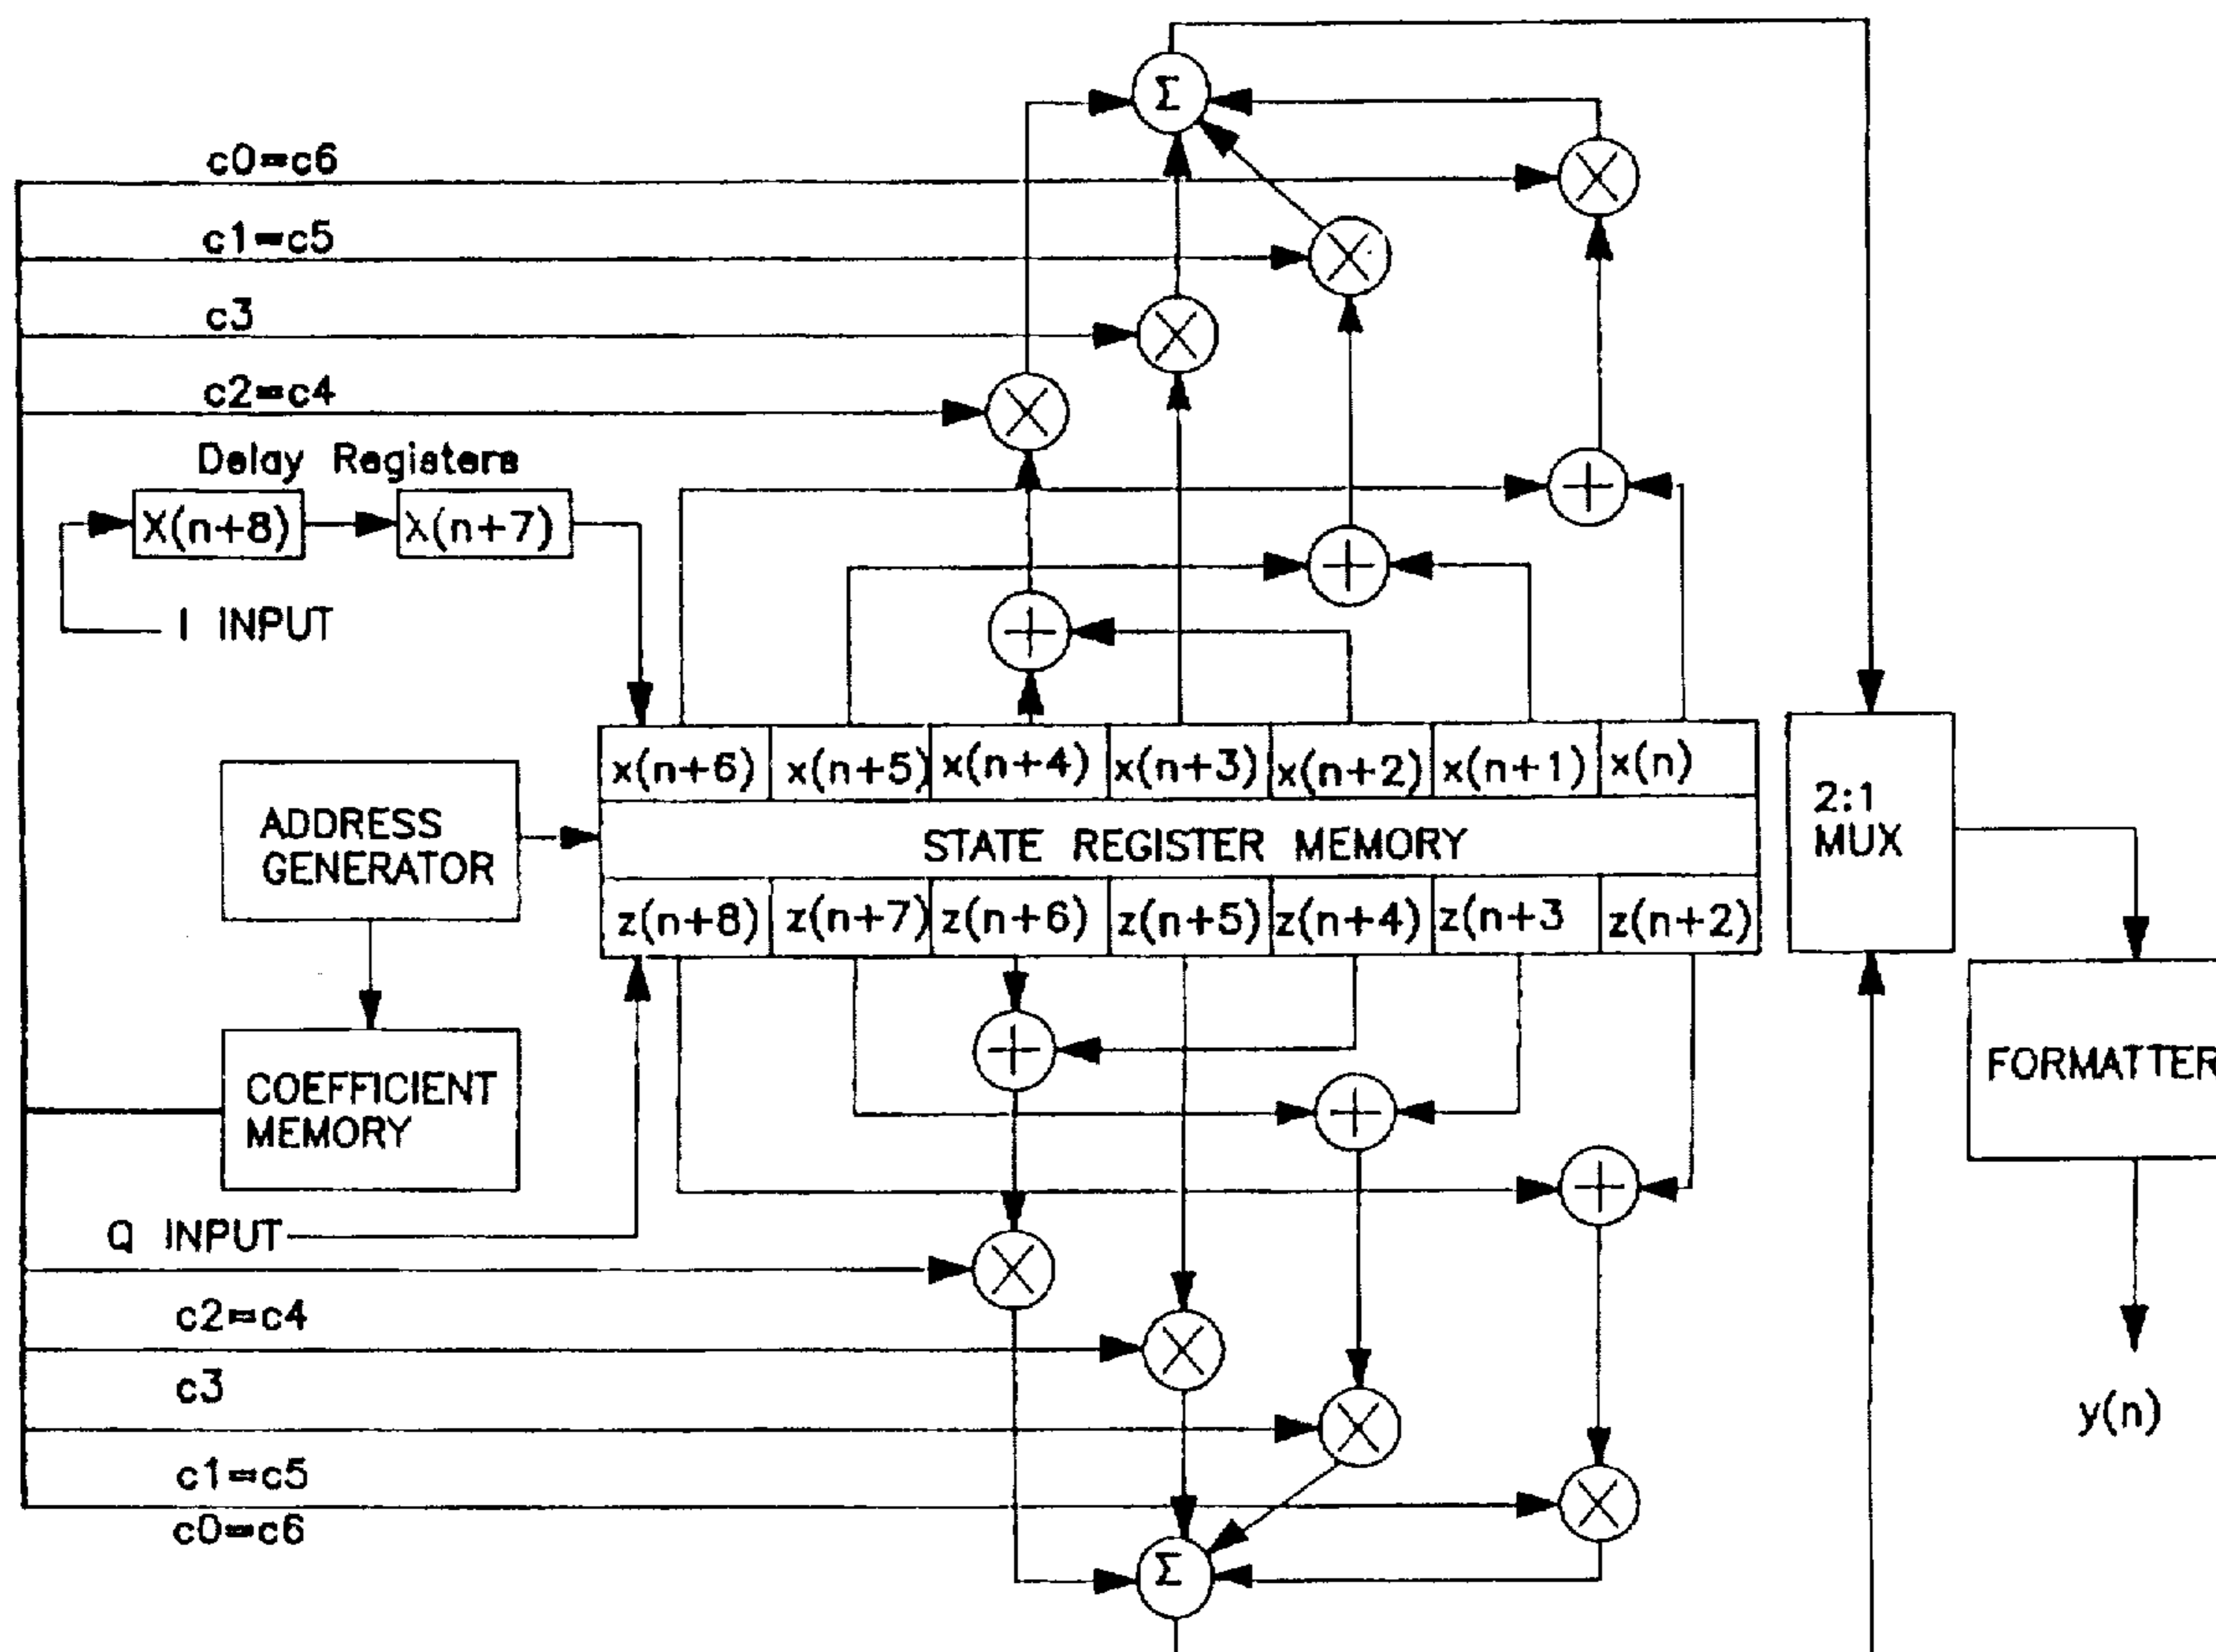 Σ
c0=c6
c1=c5
c3
c2=c4
Delay Registers
X(n+8) X(n+7)
I INPUT
x(n+6) x(n+5) x(n+4) x(n+3) x(n+2) x(n+1) x(n)
ADDRESS
GENERATOR
STATE REGISTER MEMORY
2:1
MUX
z(n+8) z(n+7) z(n+6) z(n+5) z(n+4) z(n+3 z(n+2)
COEFFICIENT
MEMORY
FORMATTER
Q INPUT
c2=c4
c3
c1=c5
c0=c6
y(n)
Σ